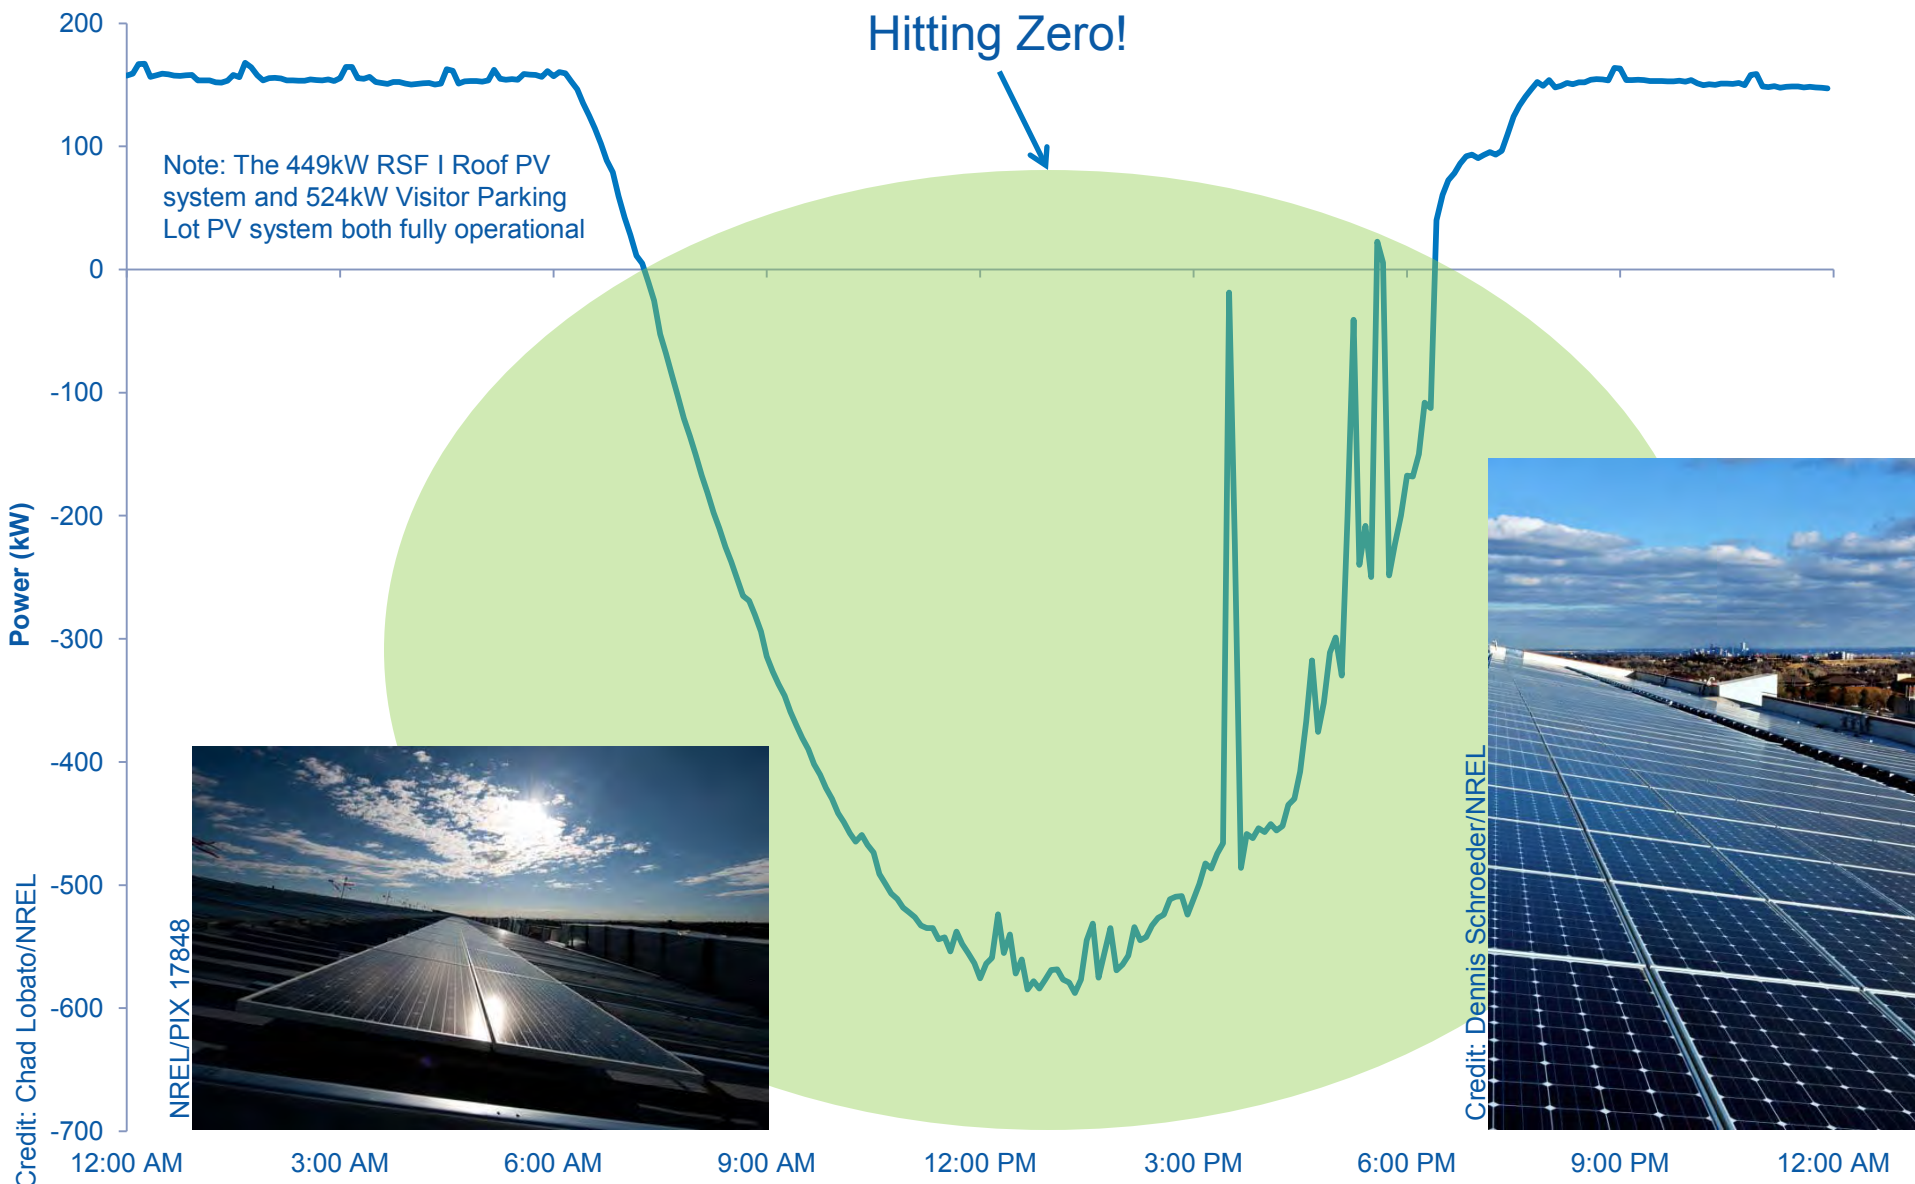 Hitting Zero!
200
100
0
-100
-200
-300
-400
-500
-600
-700
Power (kW)
Note: The 449kW RSF I Roof PV
system and 524kW Visitor Parking
Lot PV system both fully operational
Credit: Chad Lobato/NREL
NREL/PIX 17848
Credit: Dennis Schroeder/NREL
12:00 AM
3:00 AM
6:00 AM
9:00 AM
12:00 PM
3:00 PM
6:00 PM
9:00 PM
12:00 AM